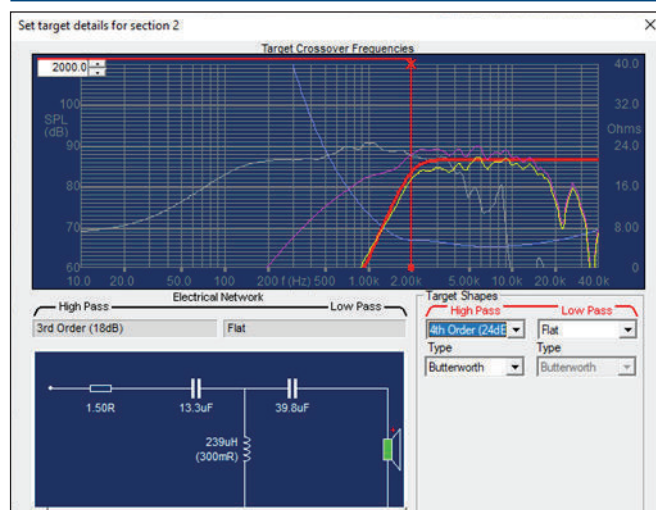 Set target details for section 2
Target Crossover Frequencies
2000.0
40.0
100
32.0
SPL
(dB)
Ohms
90
24.0
80
16.0
70
8.00
60
0
10.0 20.0 50.0 100 200 f (Hz) 500 1.00k 2.00k 5.00k 10.0k 20.0k 40.0k
Electrical Network
High Pass
Low Pass
3rd Order (18dB)
Flat
Target Shapes
High Pass
Low Pass
4th Order (24dE
Flat
Type
Type
Butterworth
Butterworth
1.50R
13.3uF
39.8uF
239uH
(300mR)